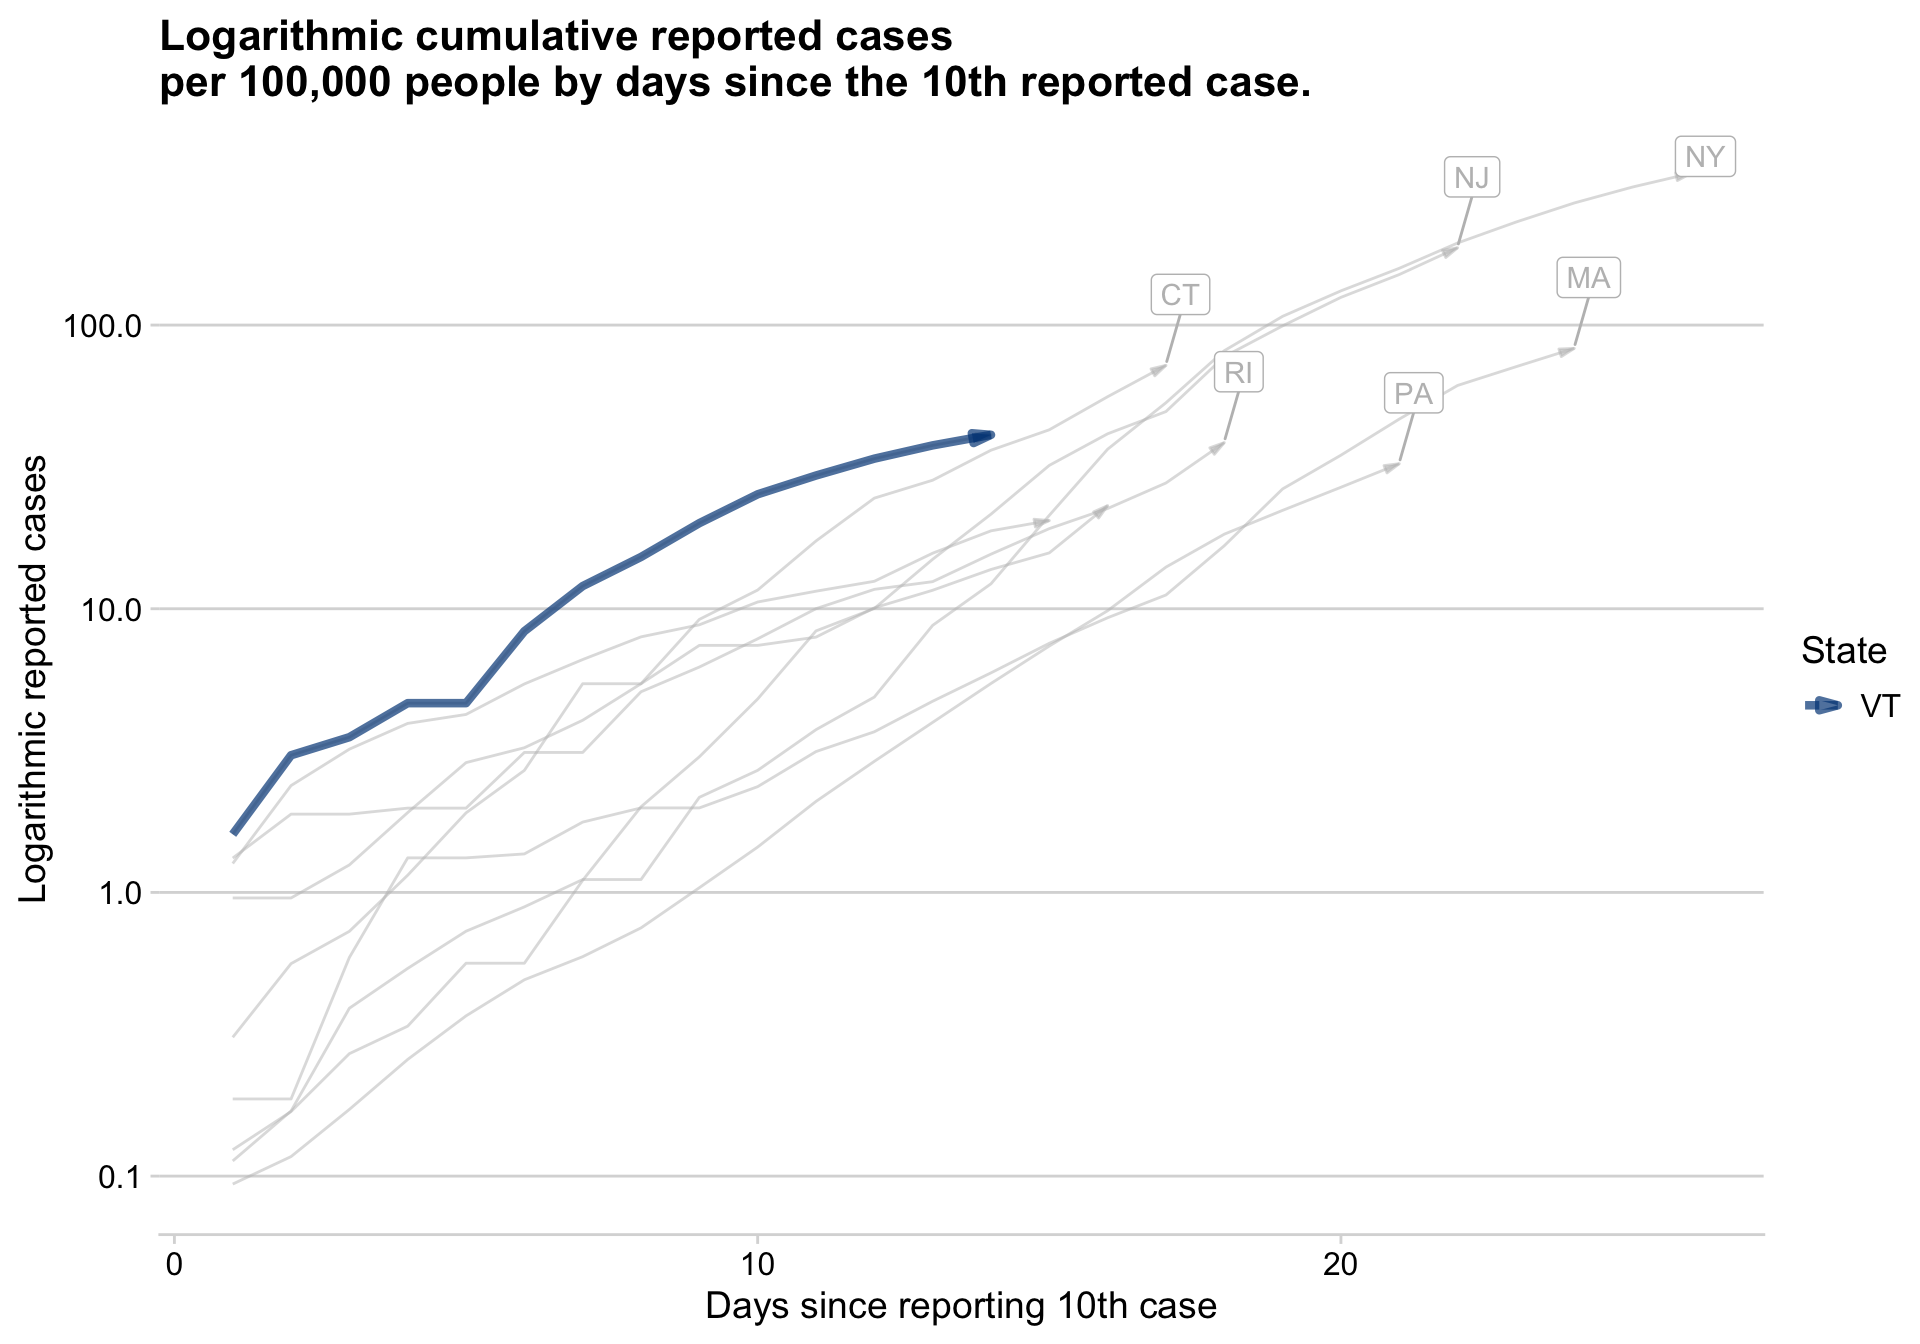 Logarithmic cumulative reported cases
per 100,000 people by days since the 10th reported case.
NY
NJ
MA
CT
RI
PA
100.0
10.0
1.0
0.1
Logarithmic reported cases
State
VT
0
10
20
Days since reporting 10th case